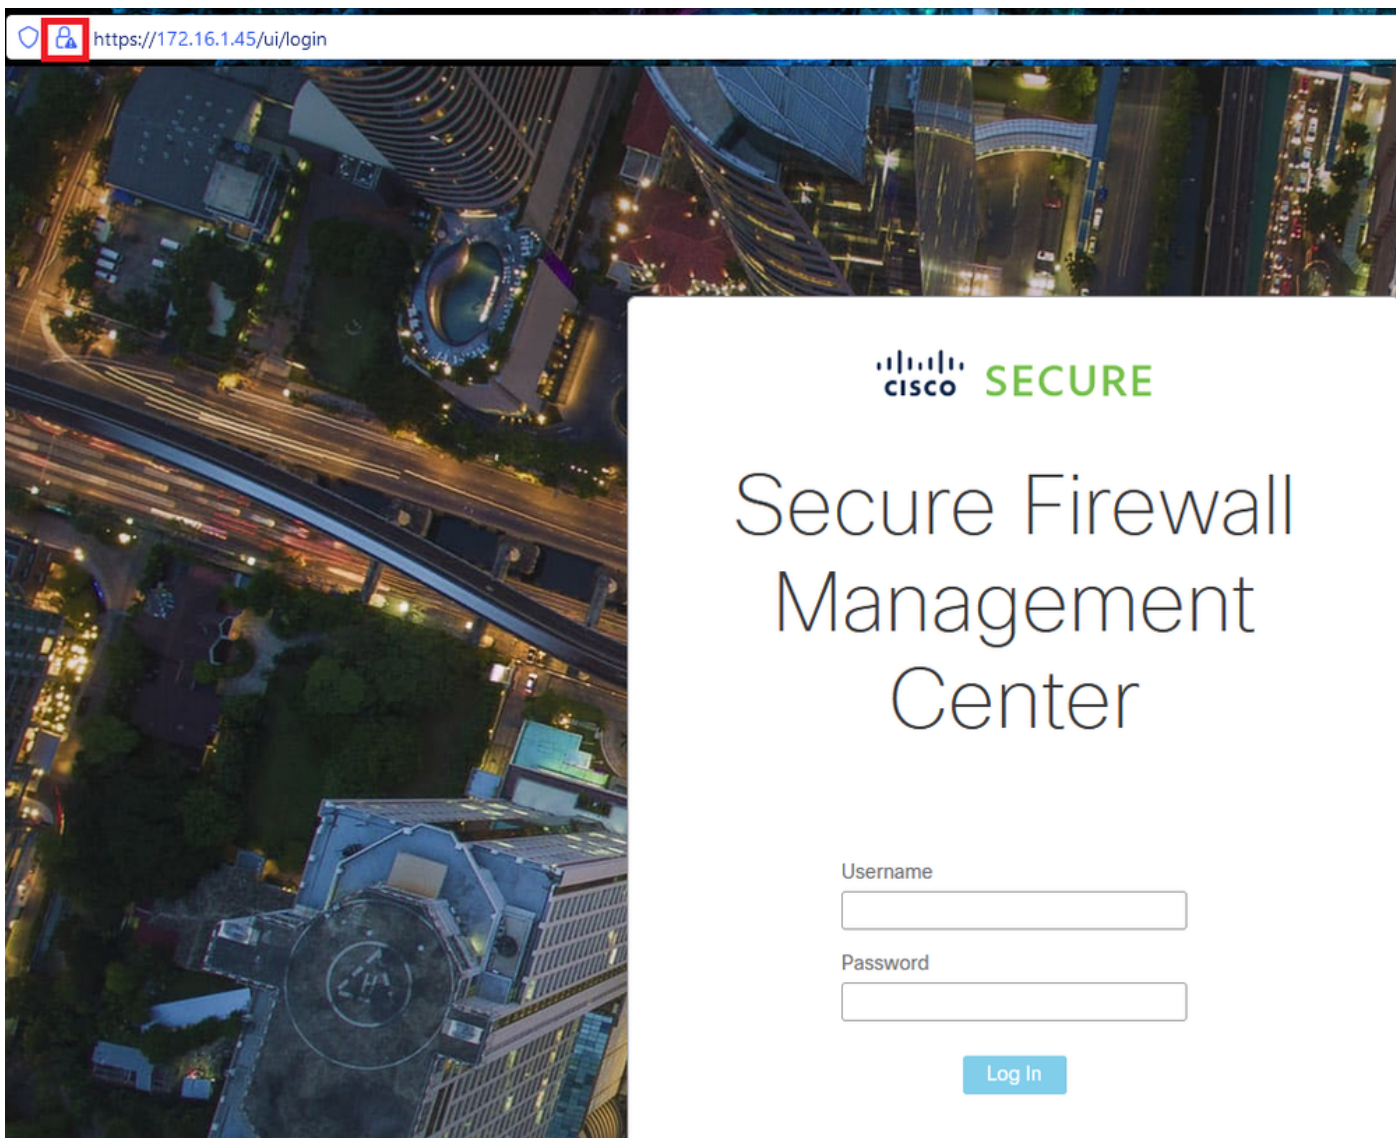 https://172.16.1.45/ui/login
CISCO SECURE
Secure Firewall
Management
Center
Username
Password
Log In